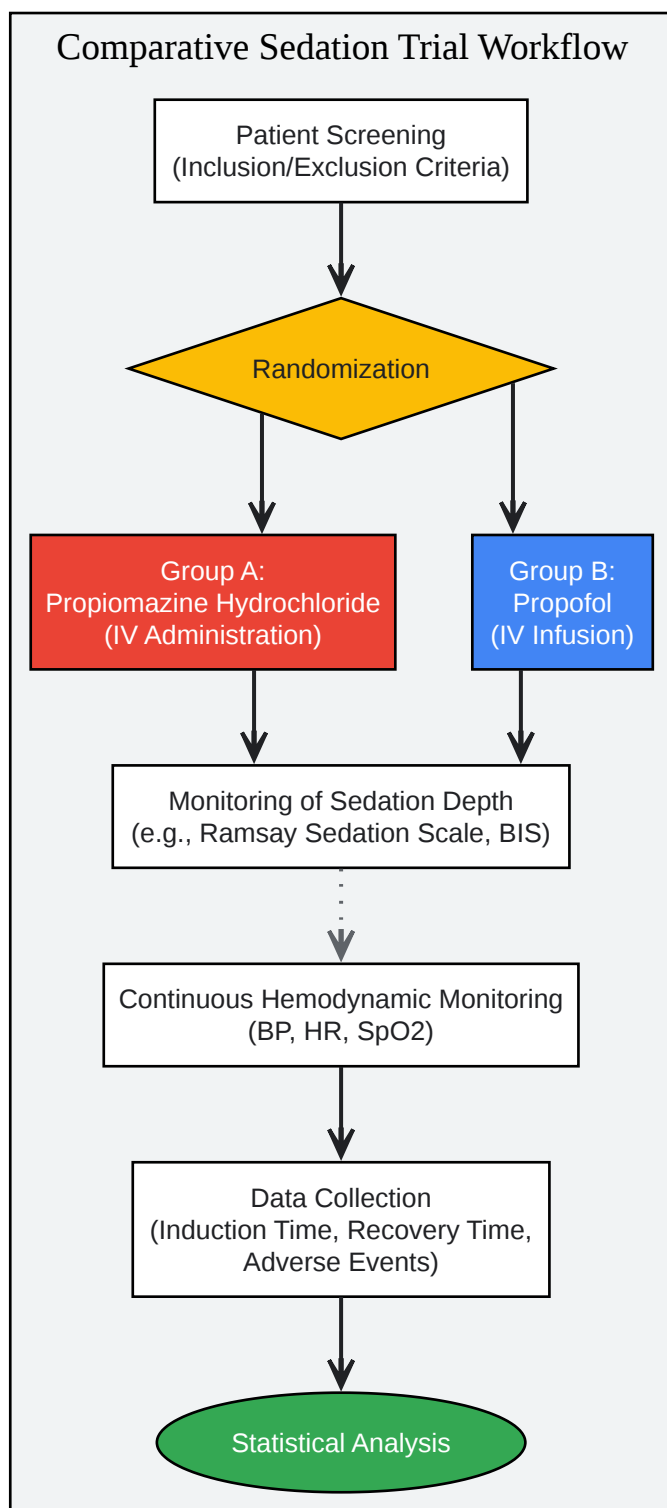 Comparative Sedation Trial Workflow
Patient Screening
(Inclusion/Exclusion Criteria)
Randomization
Group A:
Propiomazine Hydrochloride
(IV Administration)
Group B:
Propofol
(IV Infusion)
Monitoring of Sedation Depth
(e.g., Ramsay Sedation Scale, BIS)
Continuous Hemodynamic Monitoring
(BP, HR, SpO2)
Data Collection
(Induction Time, Recovery Time,
Adverse Events)
Statistical Analysis